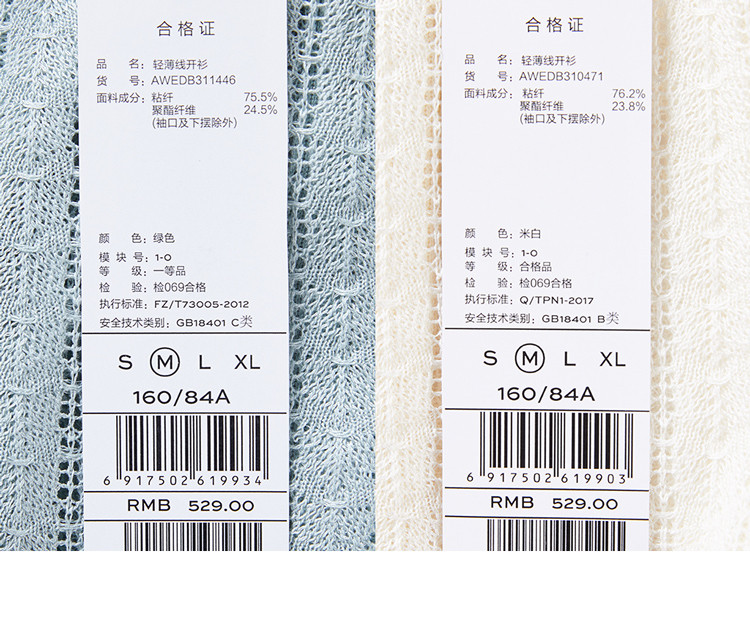 合格证
品 名：轻薄线开衫
货 号：AWEDB311446
面料成分：粘纤 75.5%
聚酯纤维 24.5%
(袖口及下摆除外)
颜 色：绿色
模 块 号：1-0
等 级：一等品
检 验：检069合格
执行标准：FZ/T73005-2012
安全技术类别：GB18401 C类
S M L XL
160/84A
6 917502 619934
RMB 529.00
合格证
品 名：轻薄线开衫
货 号：AWEDB310471
面料成分：粘纤 76.2%
聚酯纤维 23.8%
(袖口及下摆除外)
颜 色：米白
模 块 号：1-0
等 级：合格品
检 验：检069合格
执行标准：Q/TPN1-2017
安全技术类别：GB18401 B类
S M L XL
160/84A
6 917502 619903
RMB 529.00